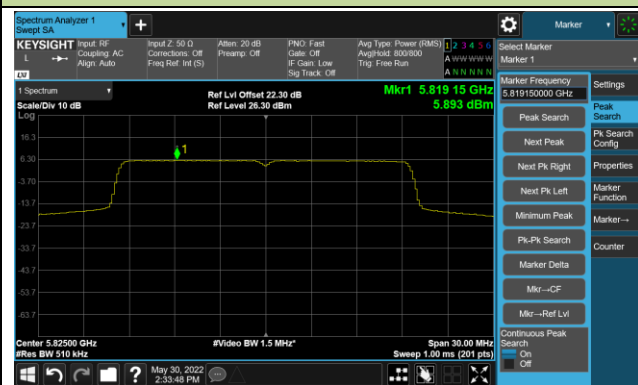 Spectrum Analyzer 1
Swept SA
Marker
KEYSIGHT
L
Input: RF
Coupling: AC
Align: Auto
Input Z: 50 Ω
Corrections: Off
Freq Ref: Int (S)
Atten: 20 dB
Preamp: Off
PNO: Fast
Gate: Off
IF Gain: Low
Sig Track: Off
Avg Type: Power (RMS)
Avg|Hold: 800/800
Trig: Free Run
1 2 3 4 5 6
A W W W W W
A N N N N N
Select Marker
Marker 1
1 Spectrum
Scale/Div 10 dB
Log
Ref Lvl Offset 22.30 dB
Ref Level 26.30 dBm
Mkr1 5.819 15 GHz
5.893 dBm
16.3
6.30
-3.70
-13.7
-23.7
-33.7
-43.7
-53.7
-63.7
1
Center 5.82500 GHz
#Res BW 510 kHz
#Video BW 1.5 MHz*
Span 30.00 MHz
Sweep 1.00 ms (201 pts)
Marker Frequency
5.819150000 GHz
Peak Search
Next Peak
Next Pk Right
Next Pk Left
Minimum Peak
Pk-Pk Search
Marker Delta
Mkr→CF
Mkr→Ref Lvl
Continuous Peak
Search
On
Off
Settings
Peak
Search
Pk Search
Config
Properties
Marker
Function
Marker→
Counter
May 30, 2022
2:33:48 PM